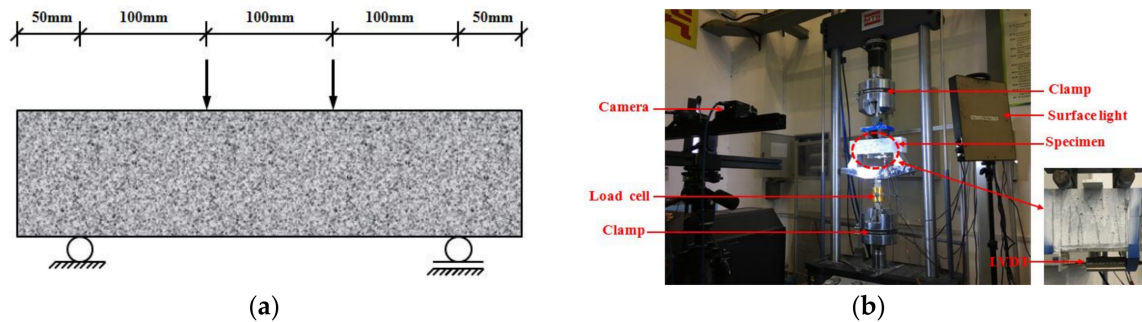 50mm 100mm 100mm 100mm 50mm
Camera
Clamp
Surface light
Specimen
Load cell
Clamp
LVDT
(a) (b)